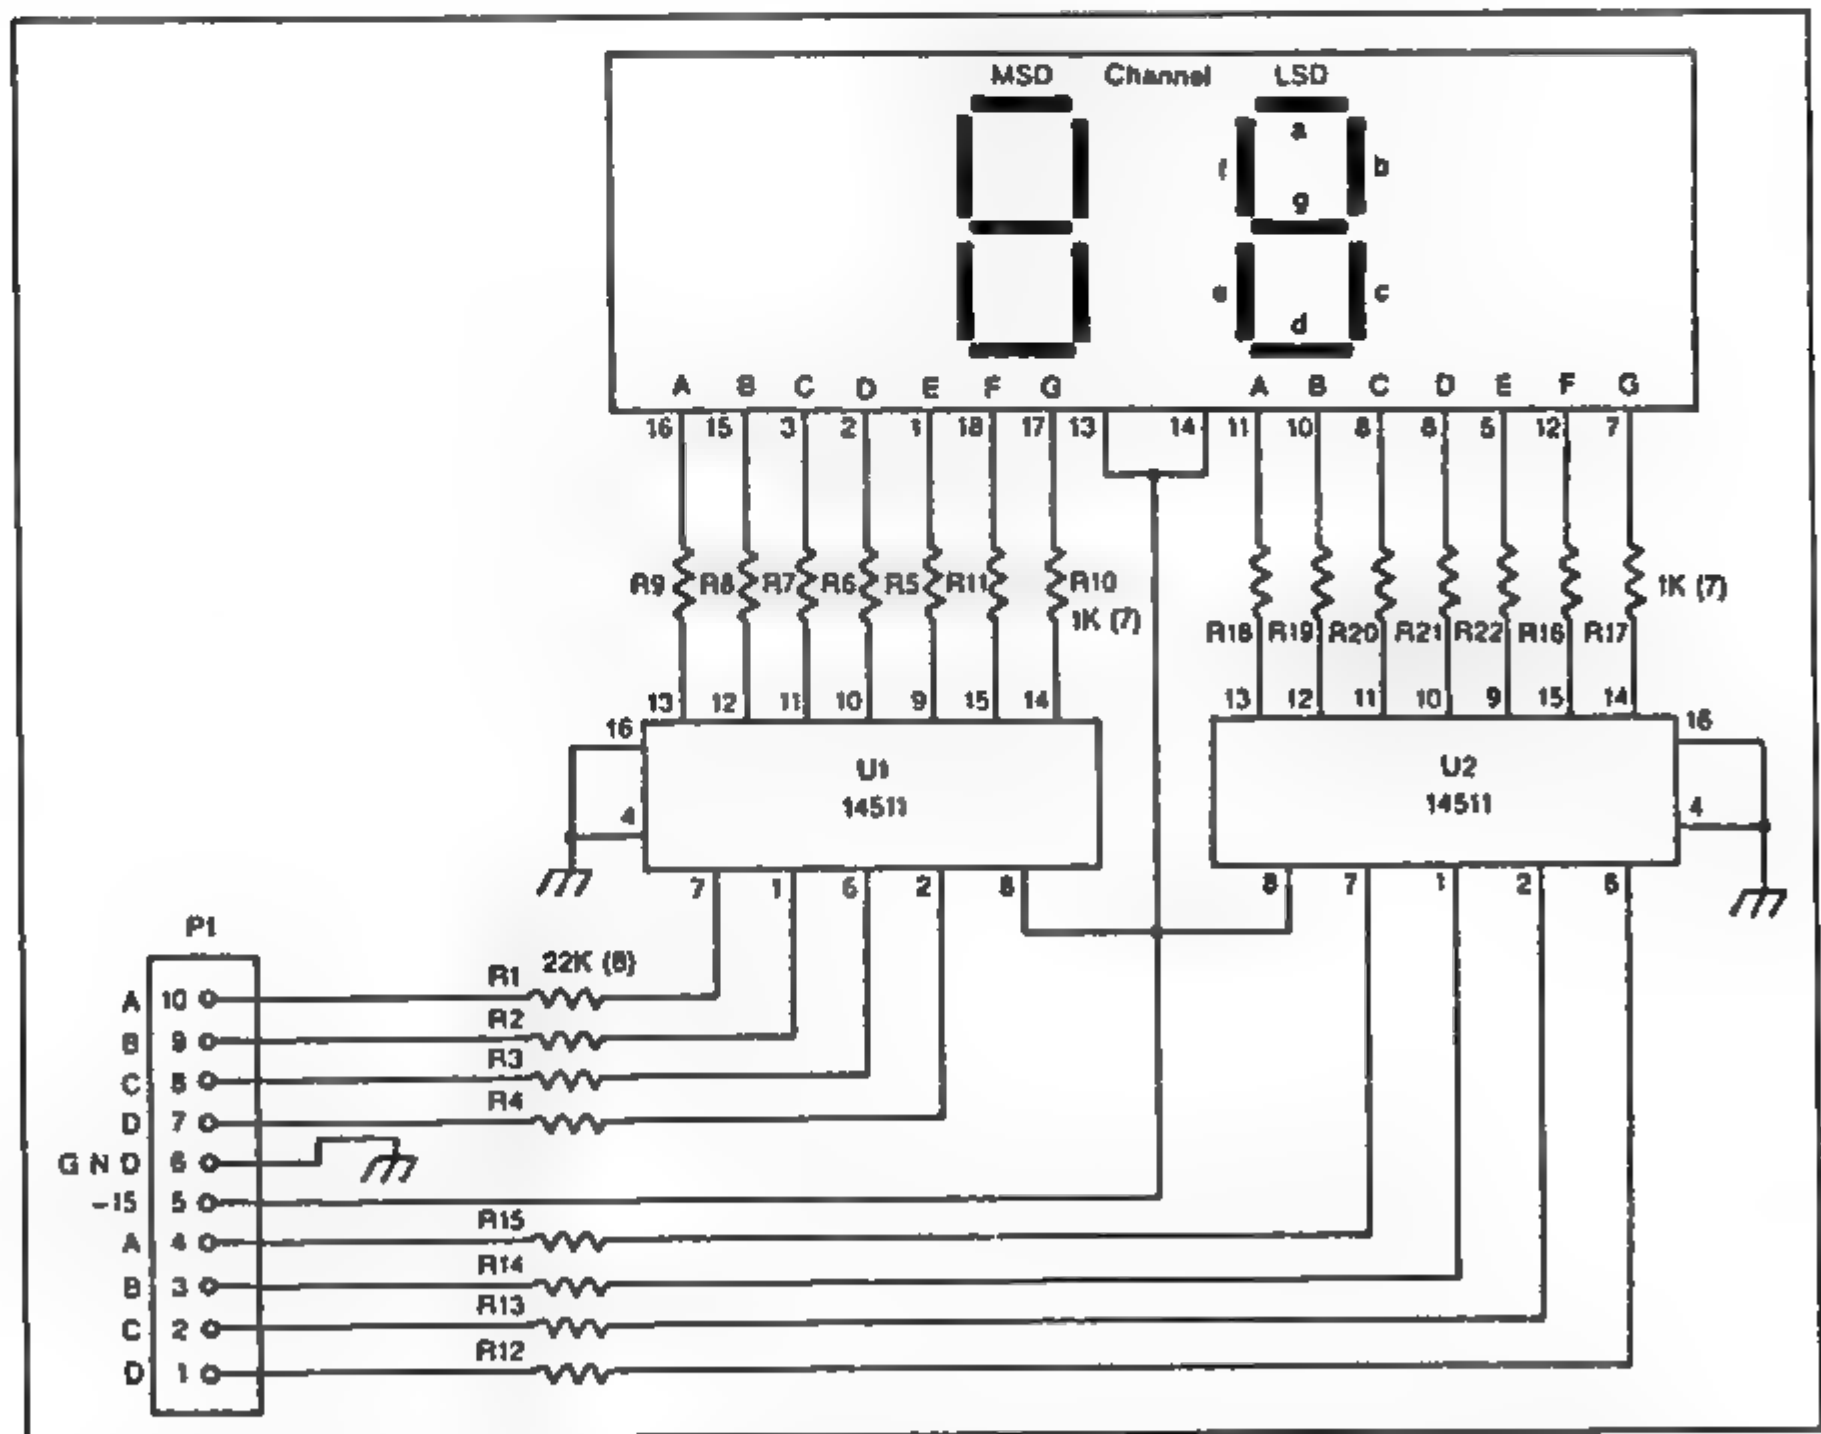 MSD Channel LSD
a
f b
g
e c
d
A B C D E F G A B C D E F G
16 15 3 2 1 18 17 13 14 11 10 8 6 5 12 7
R9 R8 R7 R6 R5 R11 R10 1K (7)
1K (7)
R18 R19 R20 R21 R22 R16 R17
13 12 11 10 9 15 14 13 12 11 10 9 15 14
16 16
U1 U2
14511 14511
4 4
7 1 6 2 8 8 7 1 2 6
P1
R1 22K (8)
A 10
R2
B 9
R3
C 8
R4
D 7
GND 6
-15 5
R15
A 4
R14
B 3
R13
C 2
R12
D 1